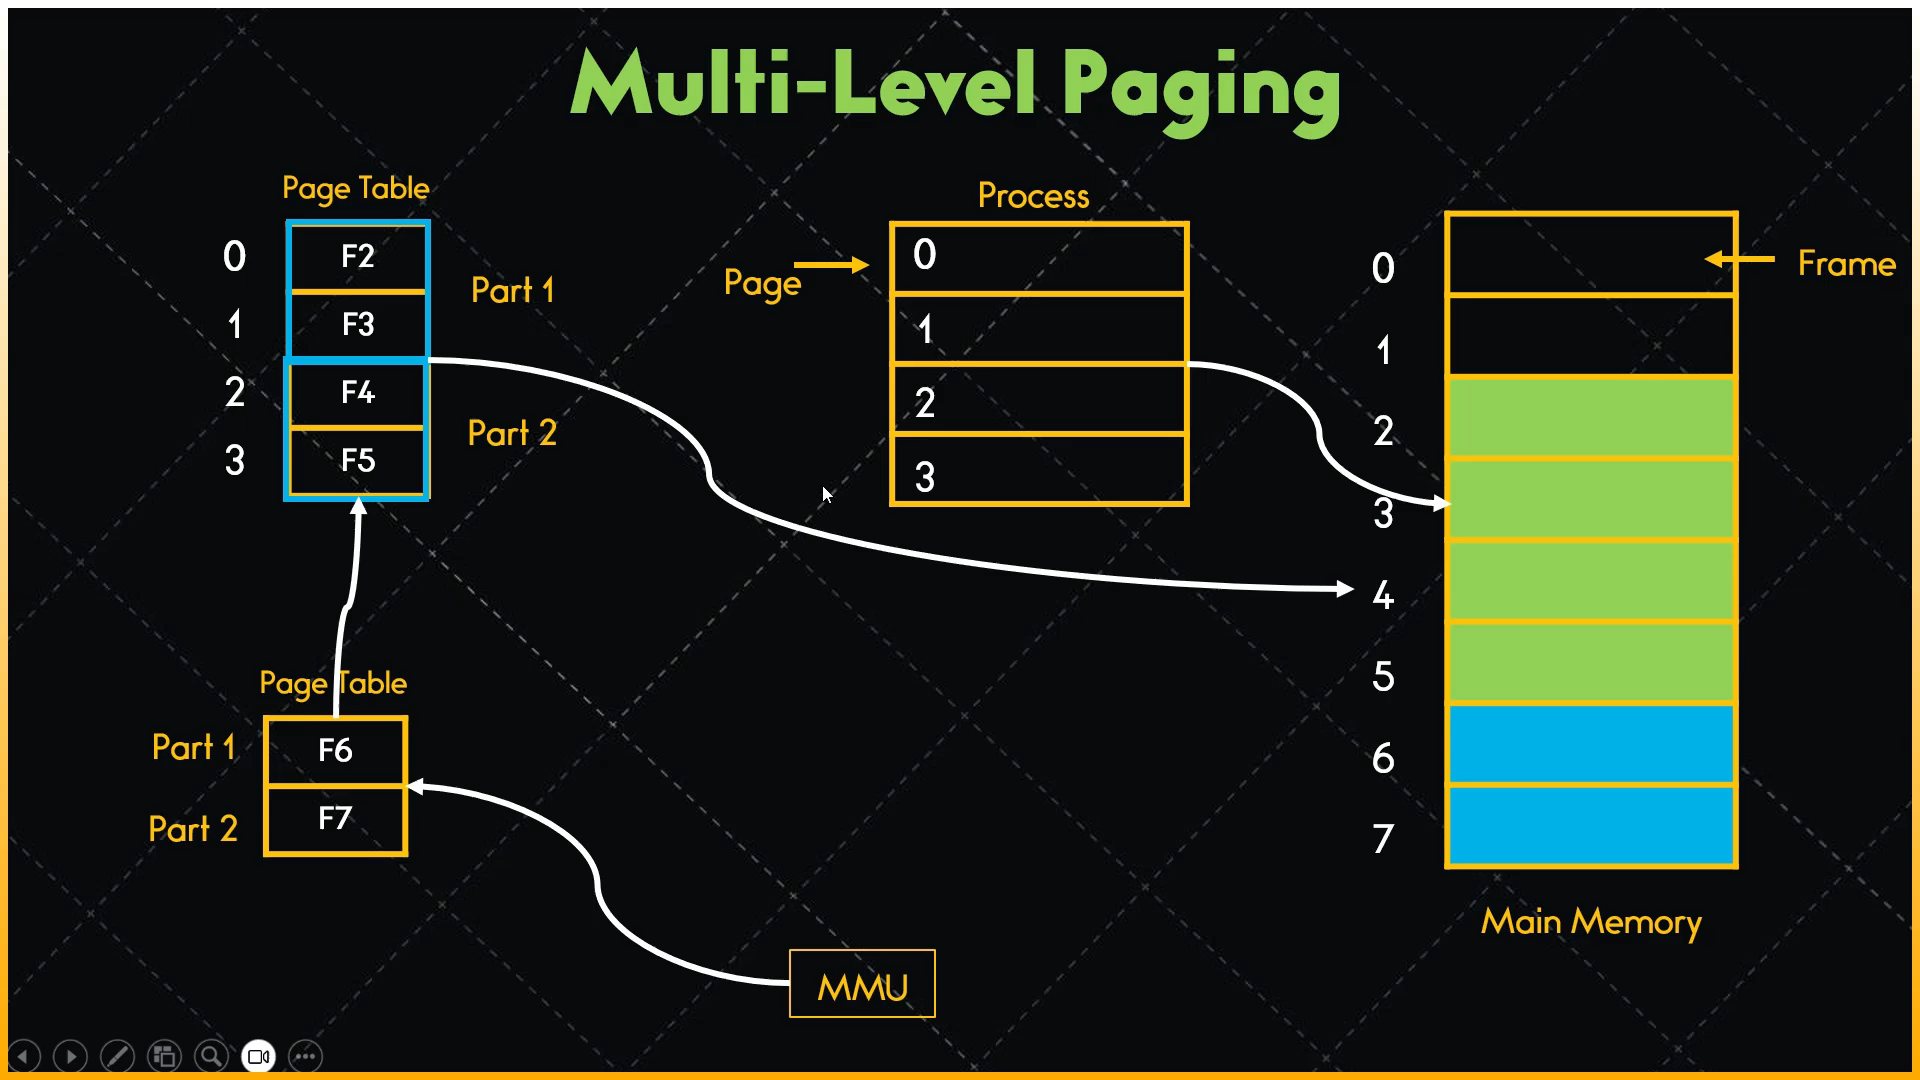 Multi-Level Paging
Page Table
0
F2
1
F3
2
F4
3
F5
Part 1
Part 2
Process
Page
0
1
2
3
0
1
2
3
4
5
6
7
Frame
Main Memory
Page Table
Part 1
F6
Part 2
F7
MMU